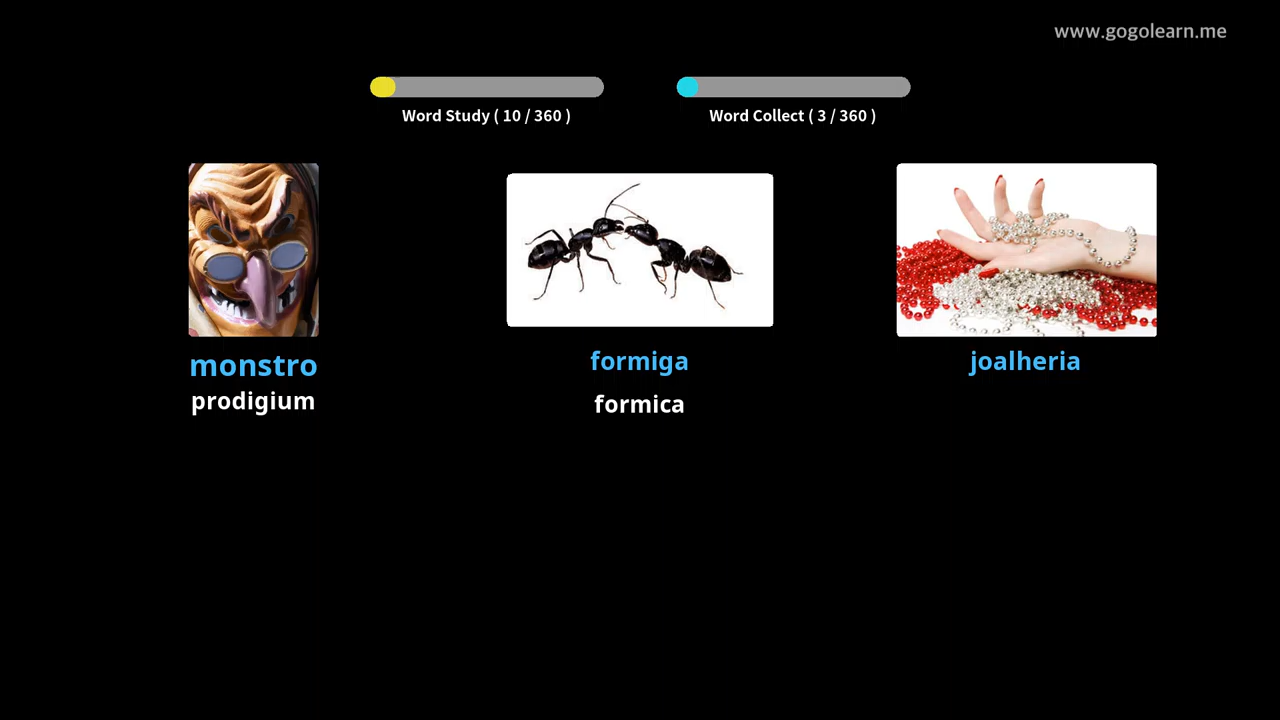 www.gogolearn.me
Word Study ( 10 / 360 )
Word Collect ( 3 / 360 )
monstro
prodigium
formiga
formica
joalheria